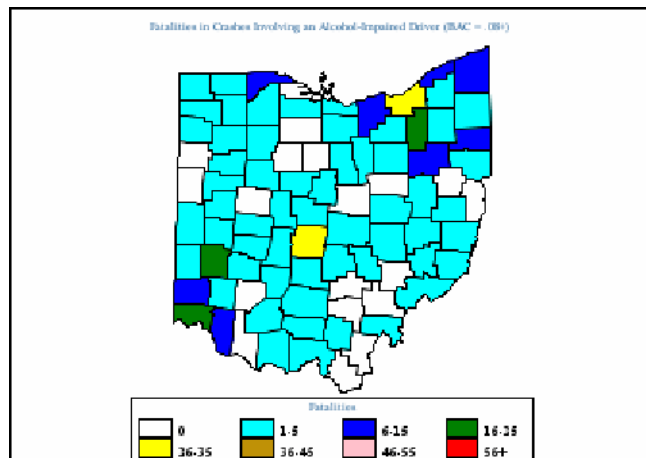 Fatalities in Crashes Involving an Alcohol-Impaired Driver (BAC = .08+)
Fatalities
0 1-5 6-15 16-25
26-35 36-45 46-55 56+